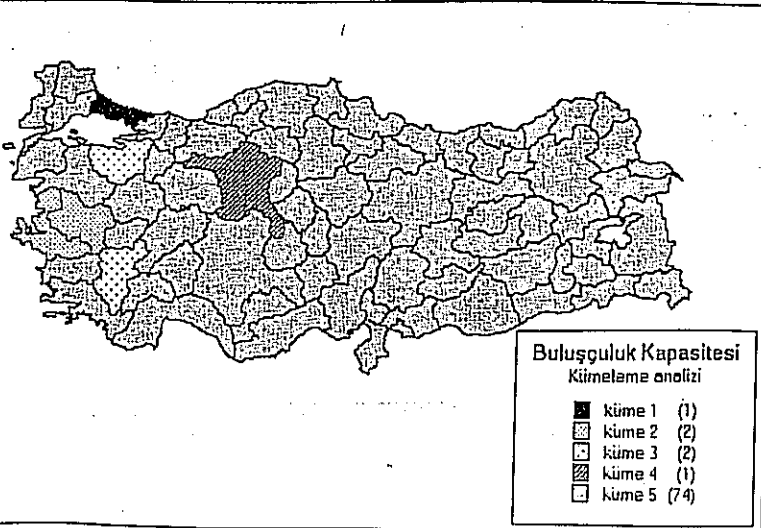 Buluşçuluk Kapasitesi
Kümeleme analizi
küme 1 (1)
küme 2 (2)
küme 3 (2)
küme 4 (1)
küme 5 (74)